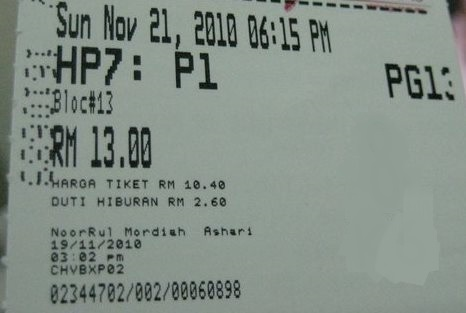 Sun Nov 21, 2010 06:15 PM
HP7: P1
PG13
Bloc#13
RM 13.00
HARGA TIKET RM 10.40
DUTI HIBURAN RM 2.60
NoorRul Mordiah Ashari
19/11/2010
03:02 pm
CHVBXP02
02344702/002/00060898